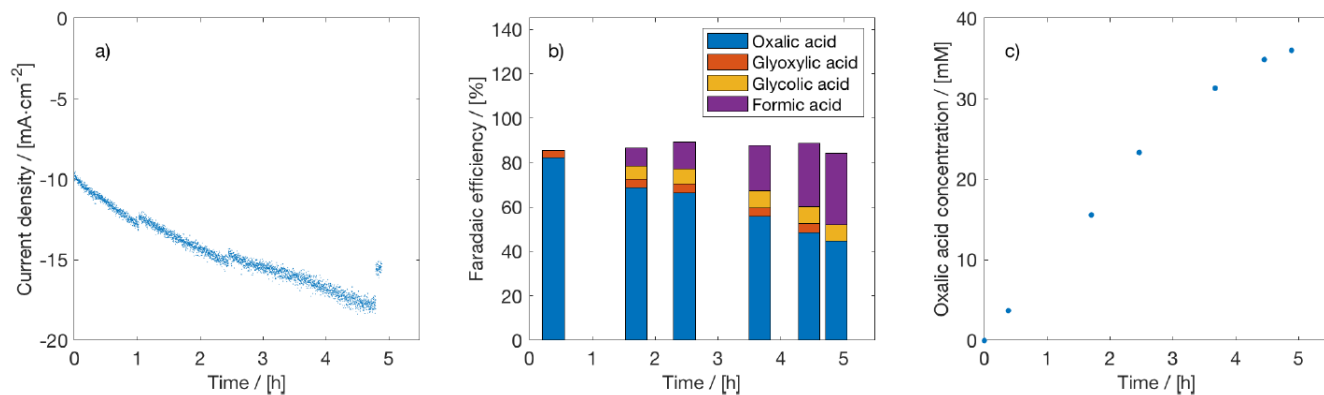 a)
0
-5
-10
-15
-20
Current density / [mA·cm⁻²]
0 1 2 3 4 5
Time / [h]
b)
140
120
100
80
60
40
20
0
Faradaic efficiency / [%]
Oxalic acid
Glyoxylic acid
Glycolic acid
Formic acid
0 1 2 3 4 5
Time / [h]
c)
40
30
20
10
0
Oxalic acid concentration / [mM]
0 1 2 3 4 5
Time / [h]